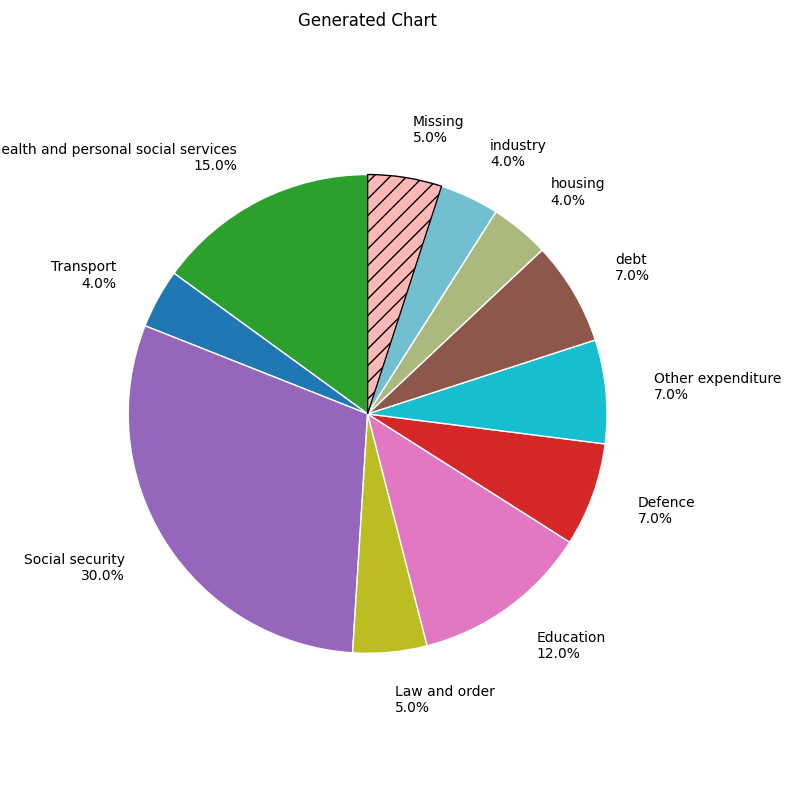 Generated Chart
Missing
5.0%
industry
4.0%
housing
4.0%
ealth and personal social services
15.0%
debt
7.0%
Transport
4.0%
Other expenditure
7.0%
Defence
7.0%
Social security
30.0%
Education
12.0%
Law and order
5.0%